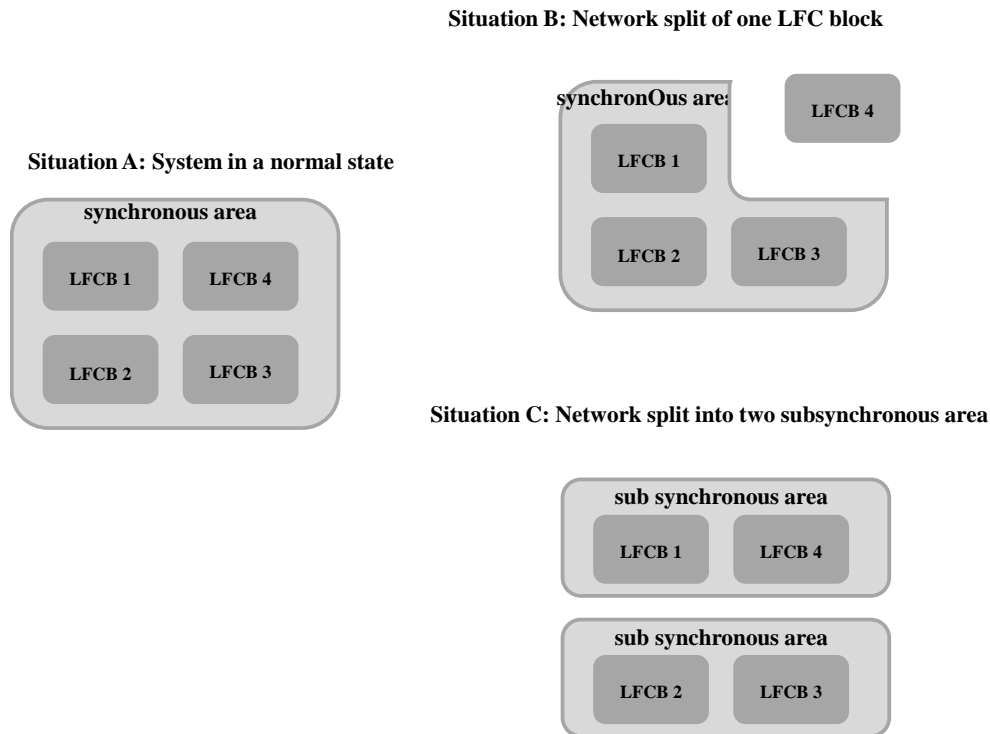 Situation B: Network split of one LFC block
synchronOus area
LFCB 4
LFCB 1
LFCB 2
LFCB 3
Situation A: System in a normal state
synchronous area
LFCB 1
LFCB 4
LFCB 2
LFCB 3
Situation C: Network split into two subsynchronous area
sub synchronous area
LFCB 1
LFCB 4
sub synchronous area
LFCB 2
LFCB 3